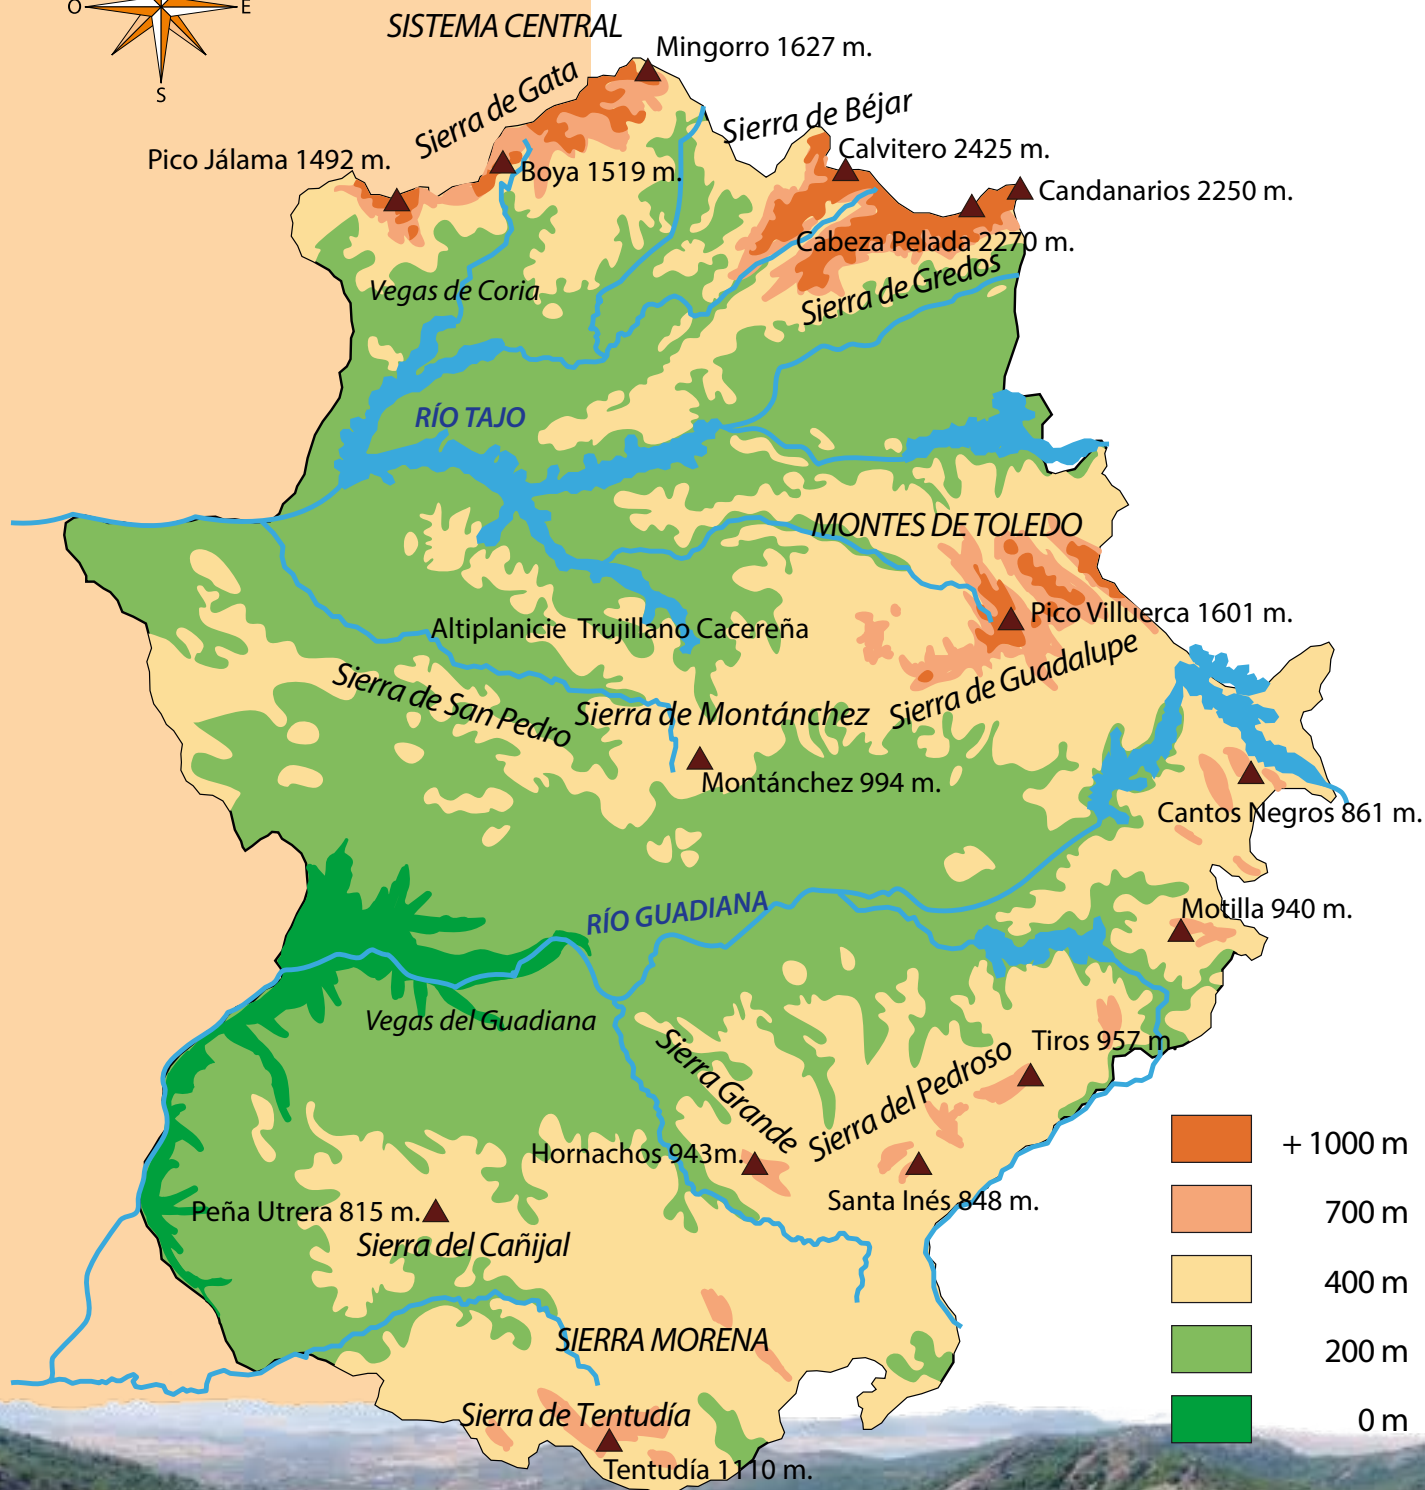 O
E
S
SISTEMA CENTRAL
Mingorro 1627 m.
Sierra de Gata
Sierra de Béjar
Pico Jálama 1492 m.
Boya 1519 m.
Calvitero 2425 m.
Candanarios 2250 m.
Cabeza Pelada 2270 m.
Sierra de Gredos
Vegas de Coria
RÍO TAJO
MONTES DE TOLEDO
Pico Villuerca 1601 m.
Altiplanicie Trujillano Cacereña
Sierra de Guadalupe
Sierra de San Pedro
Sierra de Montánchez
Montánchez 994 m.
Cantos Negros 861 m.
RÍO GUADIANA
Motilla 940 m.
Vegas del Guadiana
Sierra Grande
Tiros 957 m.
Sierra del Pedroso
Hornachos 943m.
Santa Inés 848 m.
Peña Utrera 815 m.
Sierra del Cañijal
SIERRA MORENA
Sierra de Tentudía
Tentudía 1110 m.
+ 1000 m
700 m
400 m
200 m
0 m